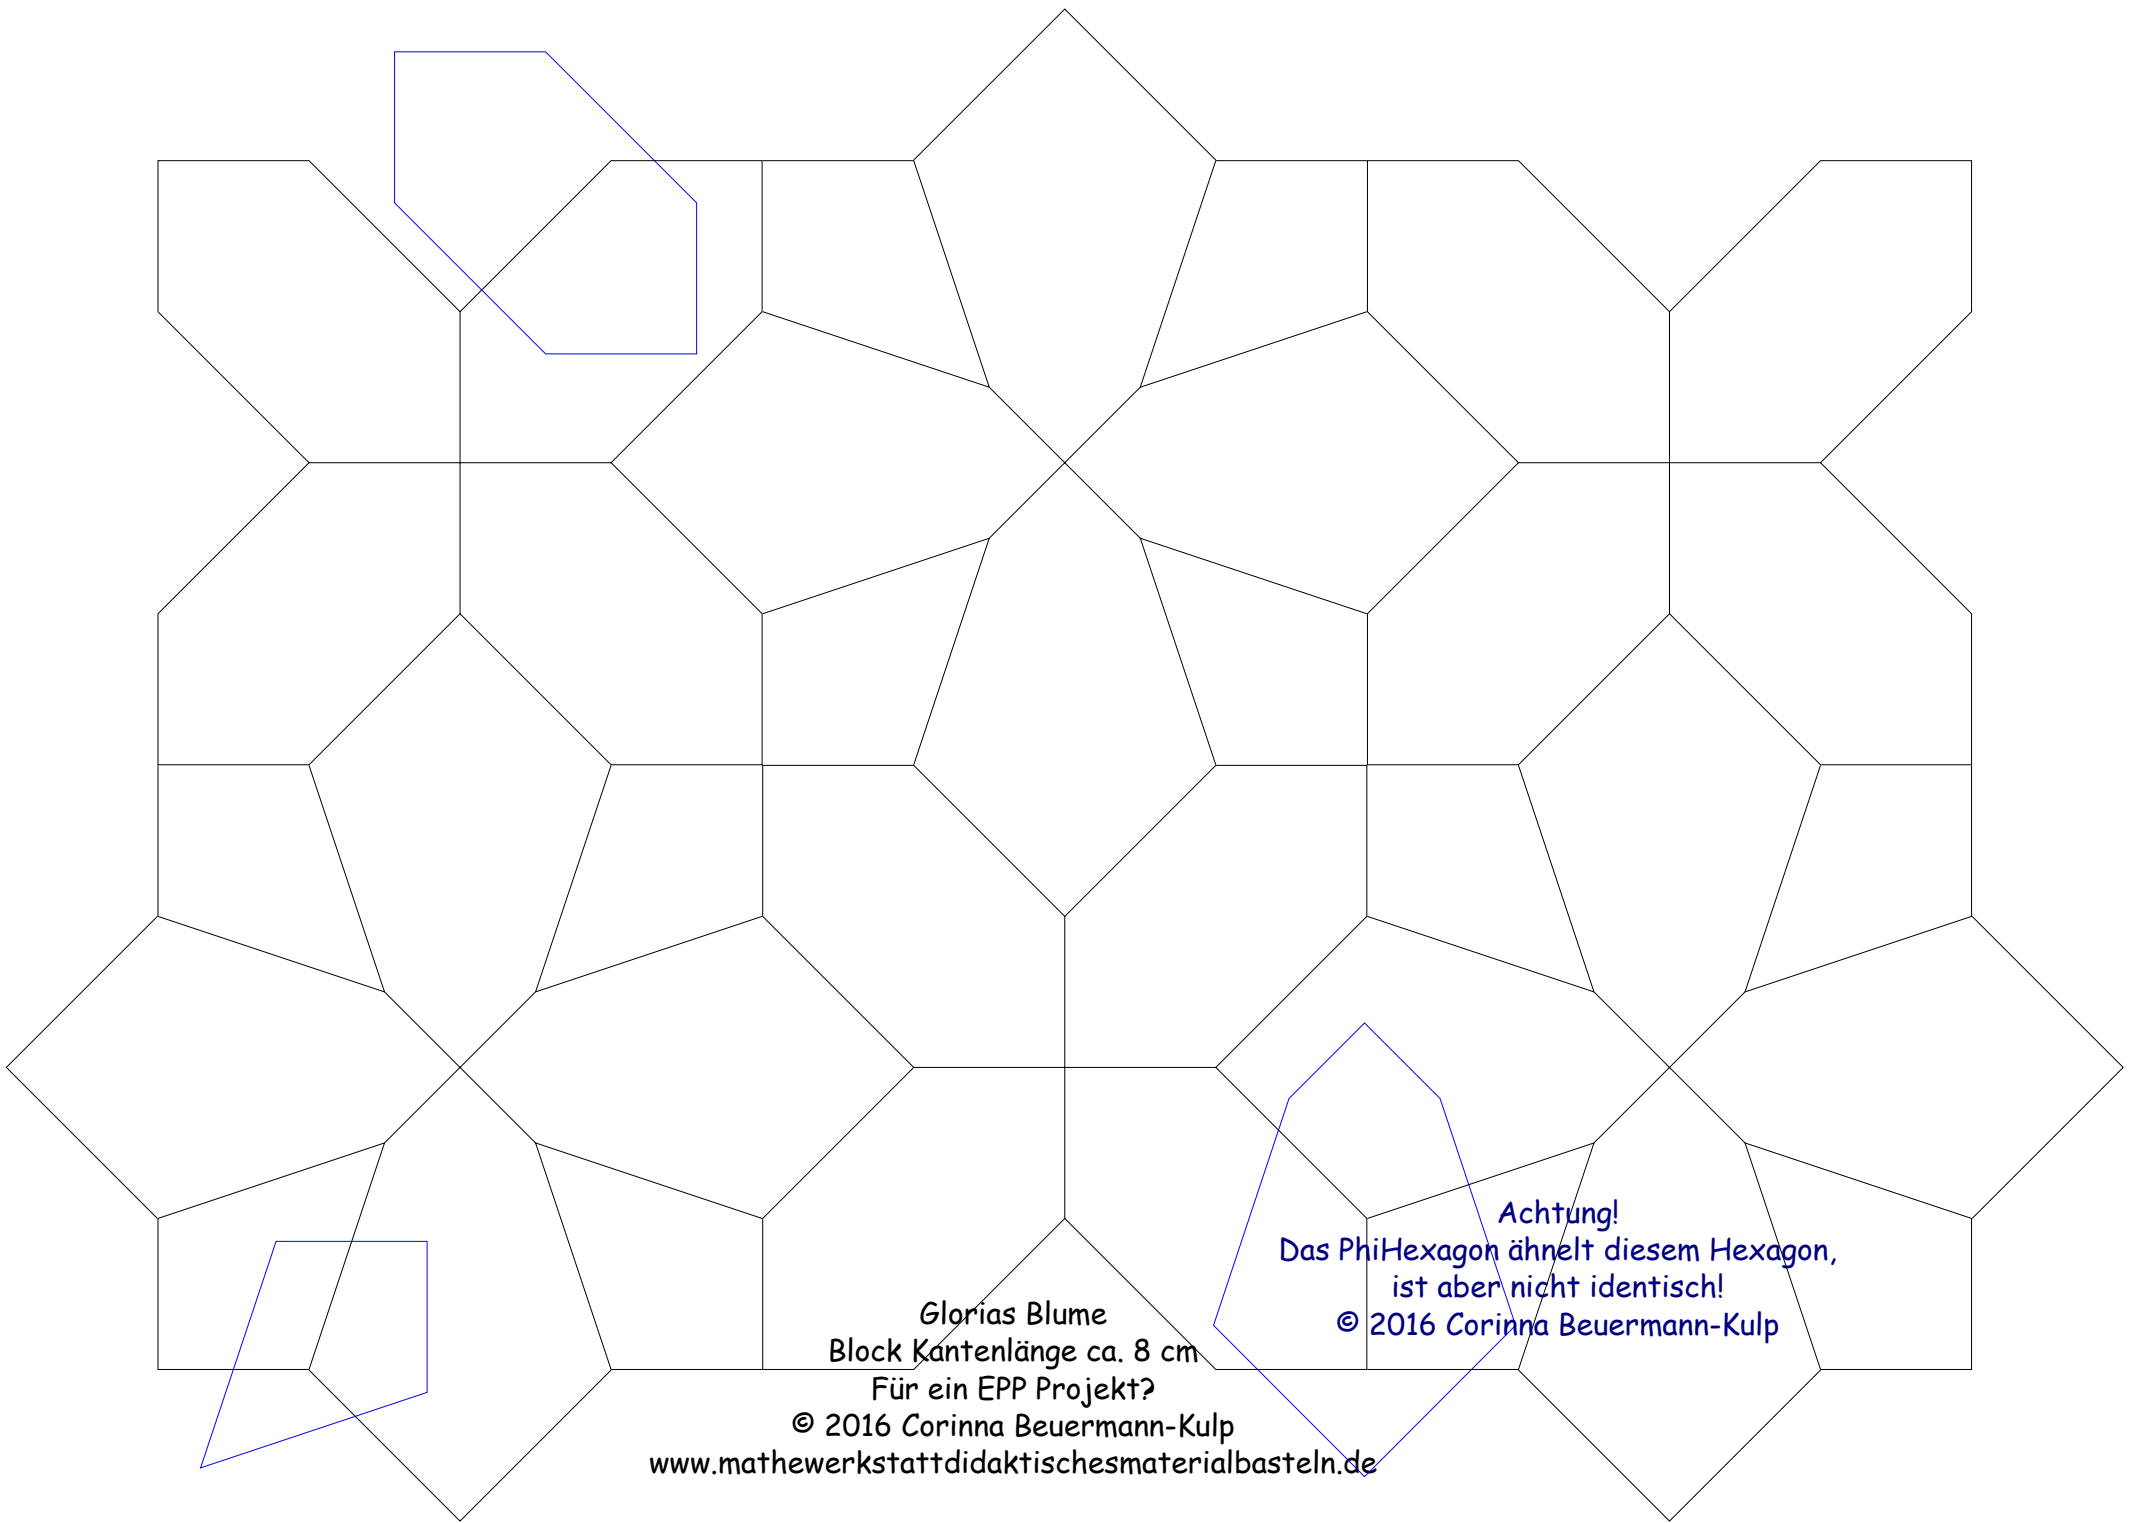 Achtung!
Das PhiHexagon ähnelt diesem Hexagon,
ist aber nicht identisch!
© 2016 Corinna Beuermann-Kulp
Glorias Blume
Block Kantenlänge ca. 8 cm
Für ein EPP Projekt?
© 2016 Corinna Beuermann-Kulp
www.mathewerkstattdidaktischesmaterialbasteln.de